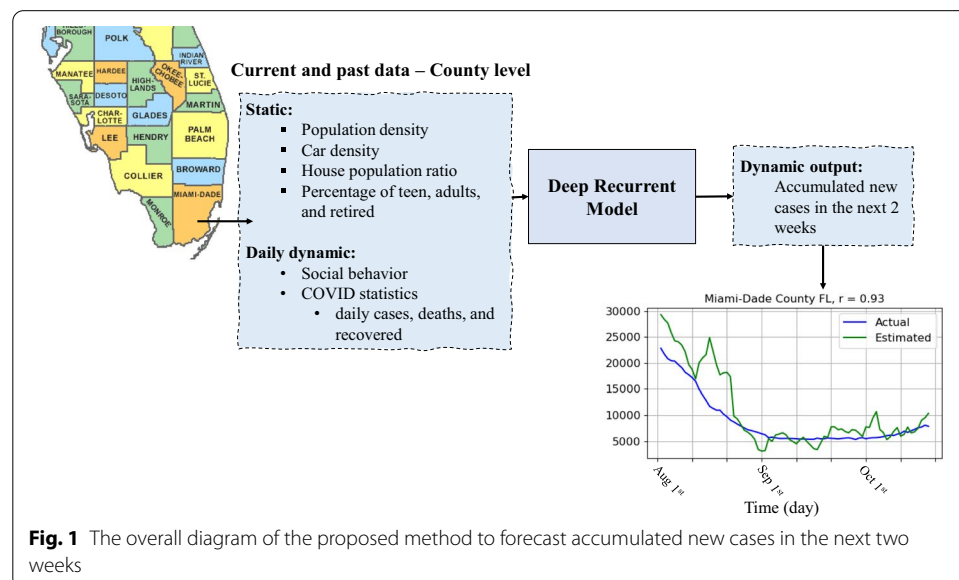 BOROUGH
POLK
INDIAN
RIVER
MANATEE
HARDEE
HIGH-
LANDS
OKEE-
CHOBEE
ST.
LUCIE
SARA-
SOTA
DESOTO
MARTIN
CHAR-
LOTTE
GLADES
LEE
HENDRY
PALM
BEACH
COLLIER
BROWARD
MONROE
MIAMI-DADE
Current and past data – County level
Static:
▪ Population density
▪ Car density
▪ House population ratio
▪ Percentage of teen, adults,
and retired
Daily dynamic:
• Social behavior
• COVID statistics
• daily cases, deaths, and
recovered
Deep Recurrent
Model
Dynamic output:
Accumulated new
cases in the next 2
weeks
Miami-Dade County FL, r = 0.93
30000
25000
20000
15000
10000
5000
Actual
Estimated
Aug 1st
Sep 1st
Oct 1st
Time (day)
Fig. 1 The overall diagram of the proposed method to forecast accumulated new cases in the next two
weeks